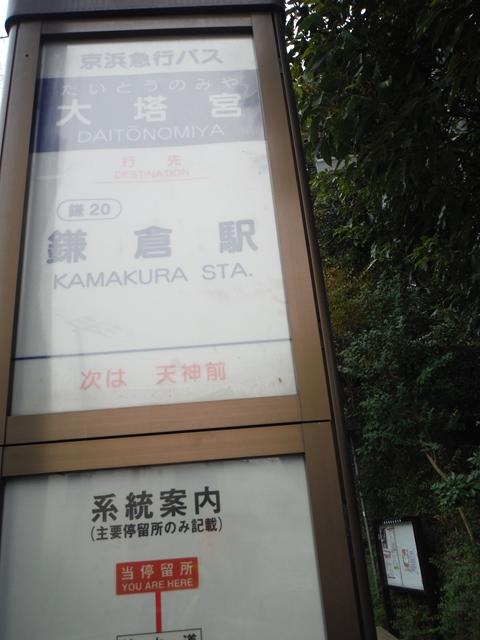 京浜急行バス
だいとうのみや
大塔宮
DAITŌNOMIYA
行先
DESTINATION
鎌20
鎌倉駅
KAMAKURA STA.
次は 天神前
系統案内
(主要停留所のみ記載)
当停留所
YOU ARE HERE